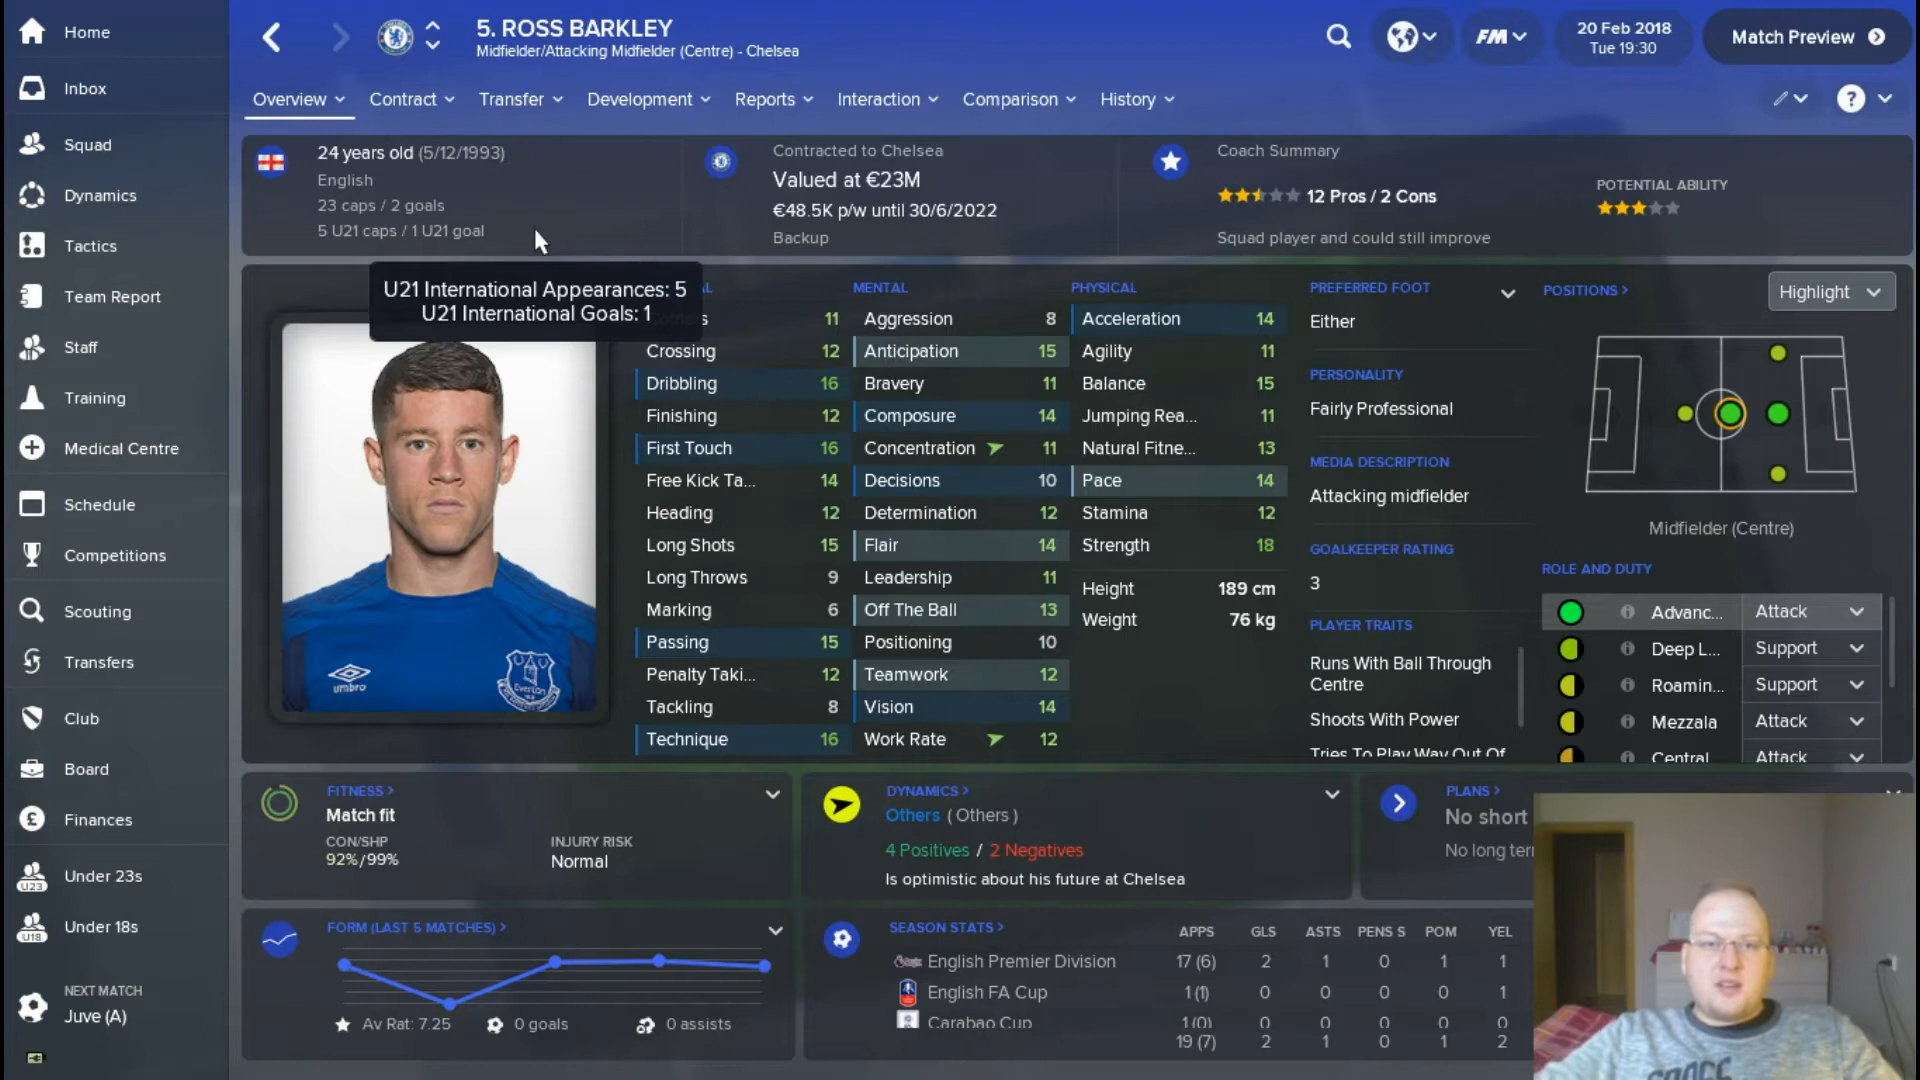 Home
Inbox
Squad
Dynamics
Tactics
Team Report
Staff
Training
Medical Centre
Schedule
Competitions
Scouting
Transfers
Club
Board
Finances
U23
Under 23s
U18
Under 18s
NEXT MATCH
Juve (A)
5. ROSS BARKLEY
Midfielder/Attacking Midfielder (Centre) - Chelsea
FM
20 Feb 2018
Tue 19:30
Match Preview
Overview
Contract
Transfer
Development
Reports
Interaction
Comparison
History
?
24 years old (5/12/1993)
English
23 caps / 2 goals
5 U21 caps / 1 U21 goal
Contracted to Chelsea
Valued at €23M
€48.5K p/w until 30/6/2022
Backup
Coach Summary
12 Pros / 2 Cons
Squad player and could still improve
POTENTIAL ABILITY
U21 International Appearances: 5
U21 International Goals: 1
umbro
Everton
11
Crossing 12
Dribbling 16
Finishing 12
First Touch 16
Free Kick Ta... 14
Heading 12
Long Shots 15
Long Throws 9
Marking 6
Passing 15
Penalty Taki... 12
Tackling 8
Technique 16
MENTAL
Aggression 8
Anticipation 15
Bravery 11
Composure 14
Concentration 11
Decisions 10
Determination 12
Flair 14
Leadership 11
Off The Ball 13
Positioning 10
Teamwork 12
Vision 14
Work Rate 12
PHYSICAL
Acceleration 14
Agility 11
Balance 15
Jumping Rea... 11
Natural Fitne... 13
Pace 14
Stamina 12
Strength 18
Height 189 cm
Weight 76 kg
PREFERRED FOOT
Either
PERSONALITY
Fairly Professional
MEDIA DESCRIPTION
Attacking midfielder
GOALKEEPER RATING
3
PLAYER TRAITS
Runs With Ball Through
Centre
Shoots With Power
Tries To Play Way Out Of
POSITIONS >
Highlight
Midfielder (Centre)
ROLE AND DUTY
Advanc... Attack
Deep L... Support
Roamin... Support
Mezzala Attack
Central Attack
FITNESS >
Match fit
CON/SHP
92%/99%
INJURY RISK
Normal
DYNAMICS >
Others ( Others )
4 Positives / 2 Negatives
Is optimistic about his future at Chelsea
PLANS >
No short
No long
FORM (LAST 5 MATCHES) >
Av Rat: 7.25
0 goals
0 assists
SEASON STATS > APPS GLS ASTS PENS S POM YEL
English Premier Division 17 (6) 2 1 0 1 1
English FA Cup 1 (1) 0 0 0 0 1
Carabao Cup 1 (0) 0 0 0 0 0
19 (7) 2 1 0 1 2